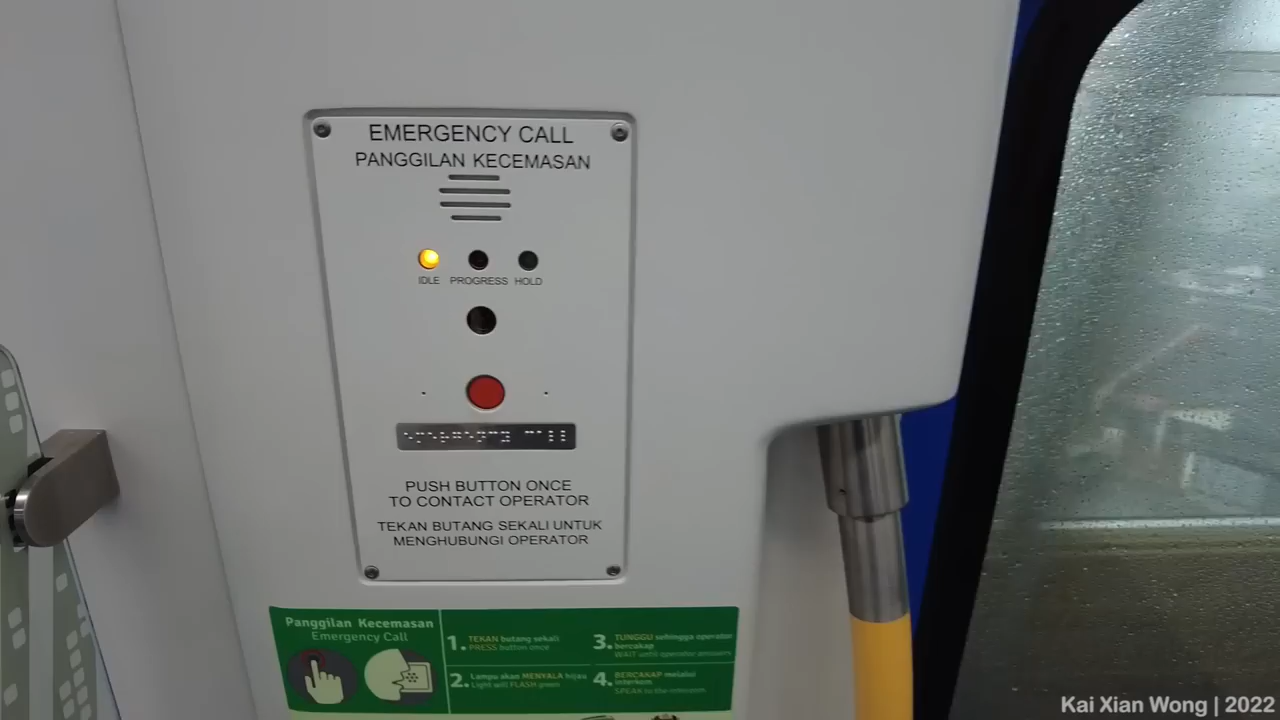 EMERGENCY CALL
PANGGILAN KECEMASAN
IDLE PROGRESS HOLD
PUSH BUTTON ONCE
TO CONTACT OPERATOR
TEKAN BUTANG SEKALI UNTUK
MENGHUBUNGI OPERATOR
Panggilan Kecemasan
Emergency Call
1. TEKAN butang sekali
PRESS button once
2. Lampu akan MENYALA hijau
Light will FLASH green
3. TUNGGU sehingga operator
bercakap
WAIT until operator answers
4. BERCAKAP melalui
interkom
SPEAK to the intercom
Kai Xian Wong | 2022